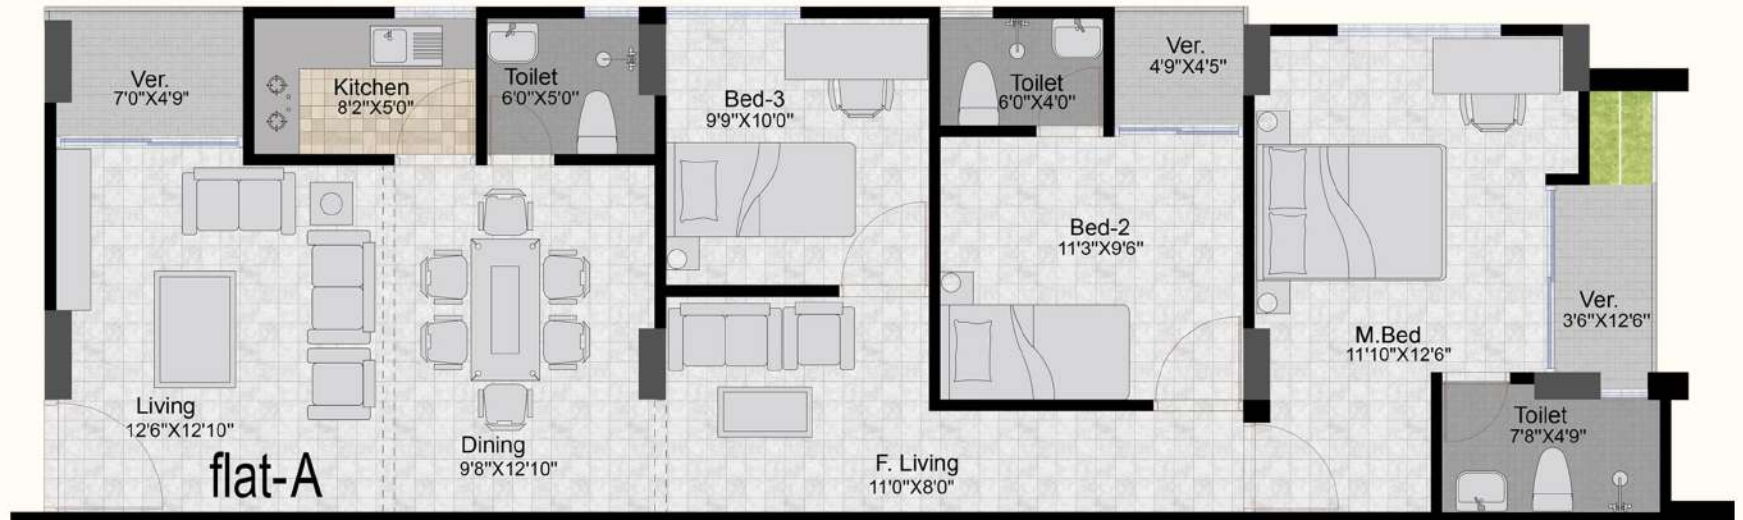 Ver.
7'0"X4'9"
Kitchen
8'2"X5'0"
Toilet
6'0"X5'0"
Bed-3
9'9"X10'0"
Toilet
6'0"X4'0"
Ver.
4'9"X4'5"
Bed-2
11'3"X9'6"
Ver.
3'6"X12'6"
M.Bed
11'10"X12'6"
Living
12'6"X12'10"
Dining
9'8"X12'10"
F. Living
11'0"X8'0"
Toilet
7'8"X4'9"
flat-A